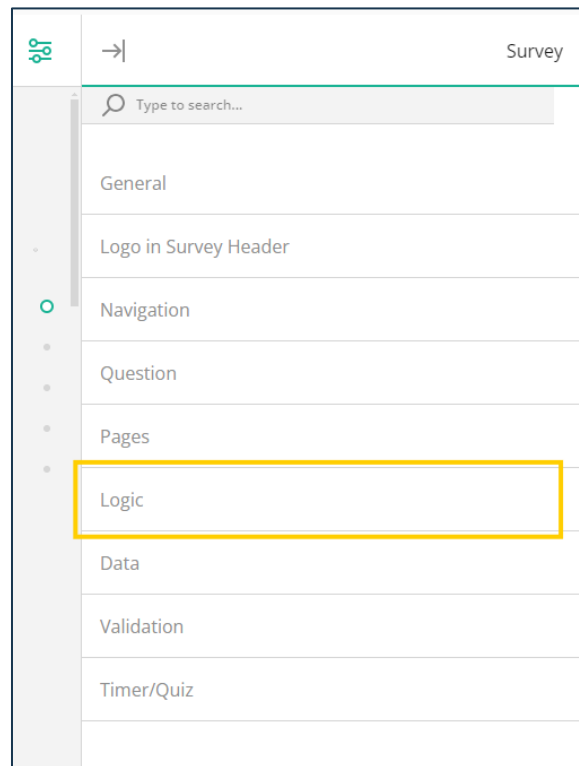 Survey
Type to search...
General
Logo in Survey Header
Navigation
Question
Pages
Logic
Data
Validation
Timer/Quiz